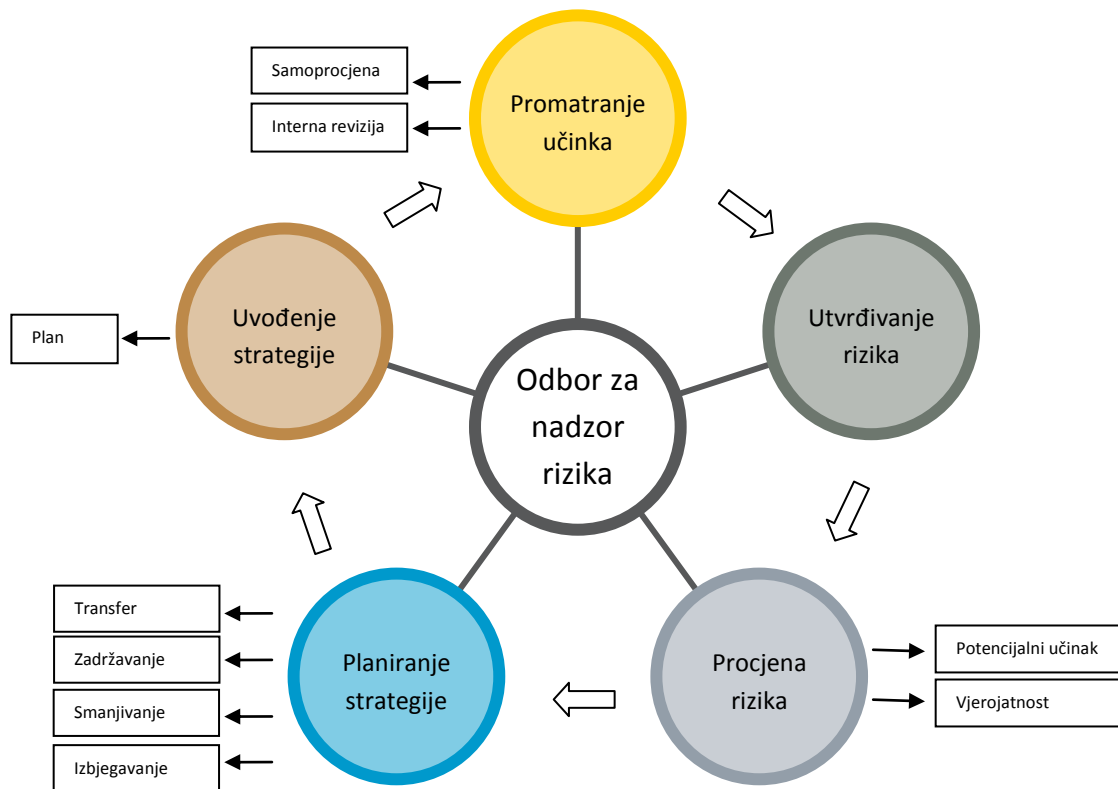 Samoprocjena
Interna revizija
Promatranje
učinka
Utvrđivanje
rizika
Uvođenje
strategije
Plan
Odbor za
nadzor
rizika
Transfer
Zadržavanje
Smanjivanje
Izbjegavanje
Planiranje
strategije
Procjena
rizika
Potencijalni učinak
Vjerojatnost